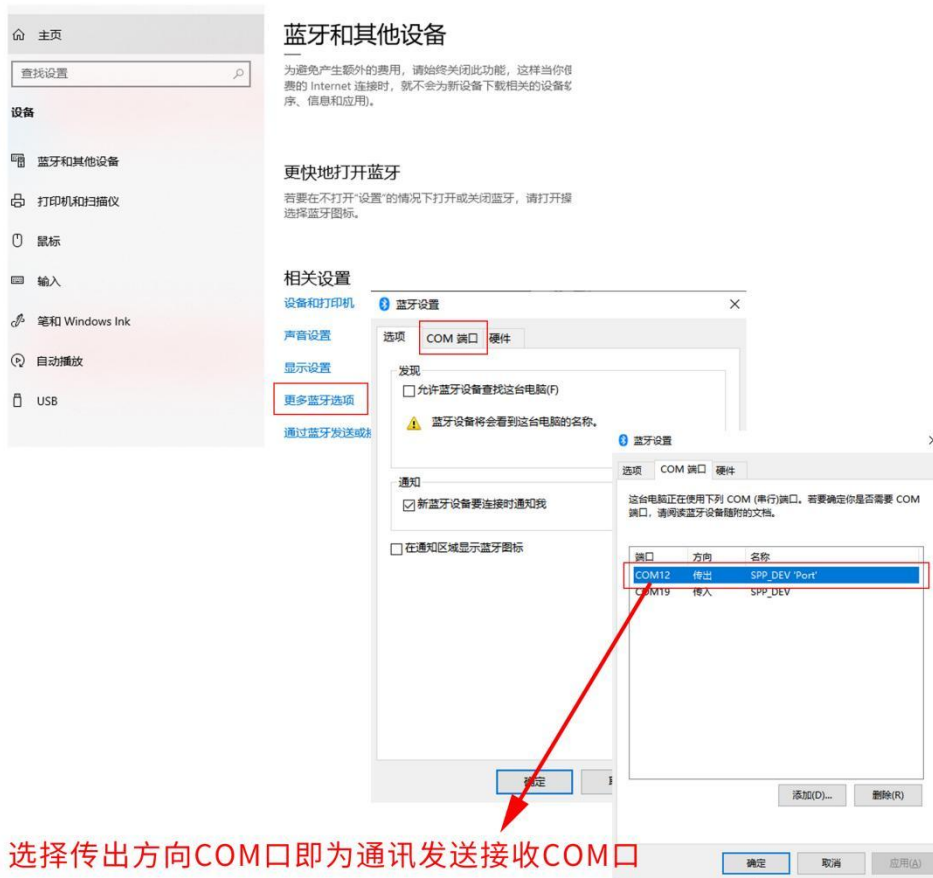 主页
查找设置
设备
蓝牙和其他设备
打印机和扫描仪
鼠标
输入
笔和 Windows Ink
自动播放
USB
蓝牙和其他设备
为避免产生额外的费用，请始终关闭此功能，这样当你
费的 Internet 连接时，就不会为新设备下载相关的设备
序、信息和应用)。
更快地打开蓝牙
若要在不打开"设置"的情况下打开或关闭蓝牙，请打开操
选择蓝牙图标。
相关设置
设备和打印机
声音设置
显示设置
更多蓝牙选项
通过蓝牙发送或
蓝牙设置
选项 COM 端口 硬件
发现
允许蓝牙设备查找这台电脑(F)
蓝牙设备将会看到这台电脑的名称。
通知
新蓝牙设备要连接时通知我
在通知区域显示蓝牙图标
确定
蓝牙设置
选项 COM 端口 硬件
这台电脑正在使用下列 COM (串行)端口。若要确定你是否需要 COM
端口，请阅读蓝牙设备随附的文档。
端口 方向 名称
COM12 传出 SPP_DEV 'Port'
COM19 传入 SPP_DEV
添加(D)... 删除(R)
确定 取消 应用(A)
选择传出方向COM口即为通讯发送接收COM口